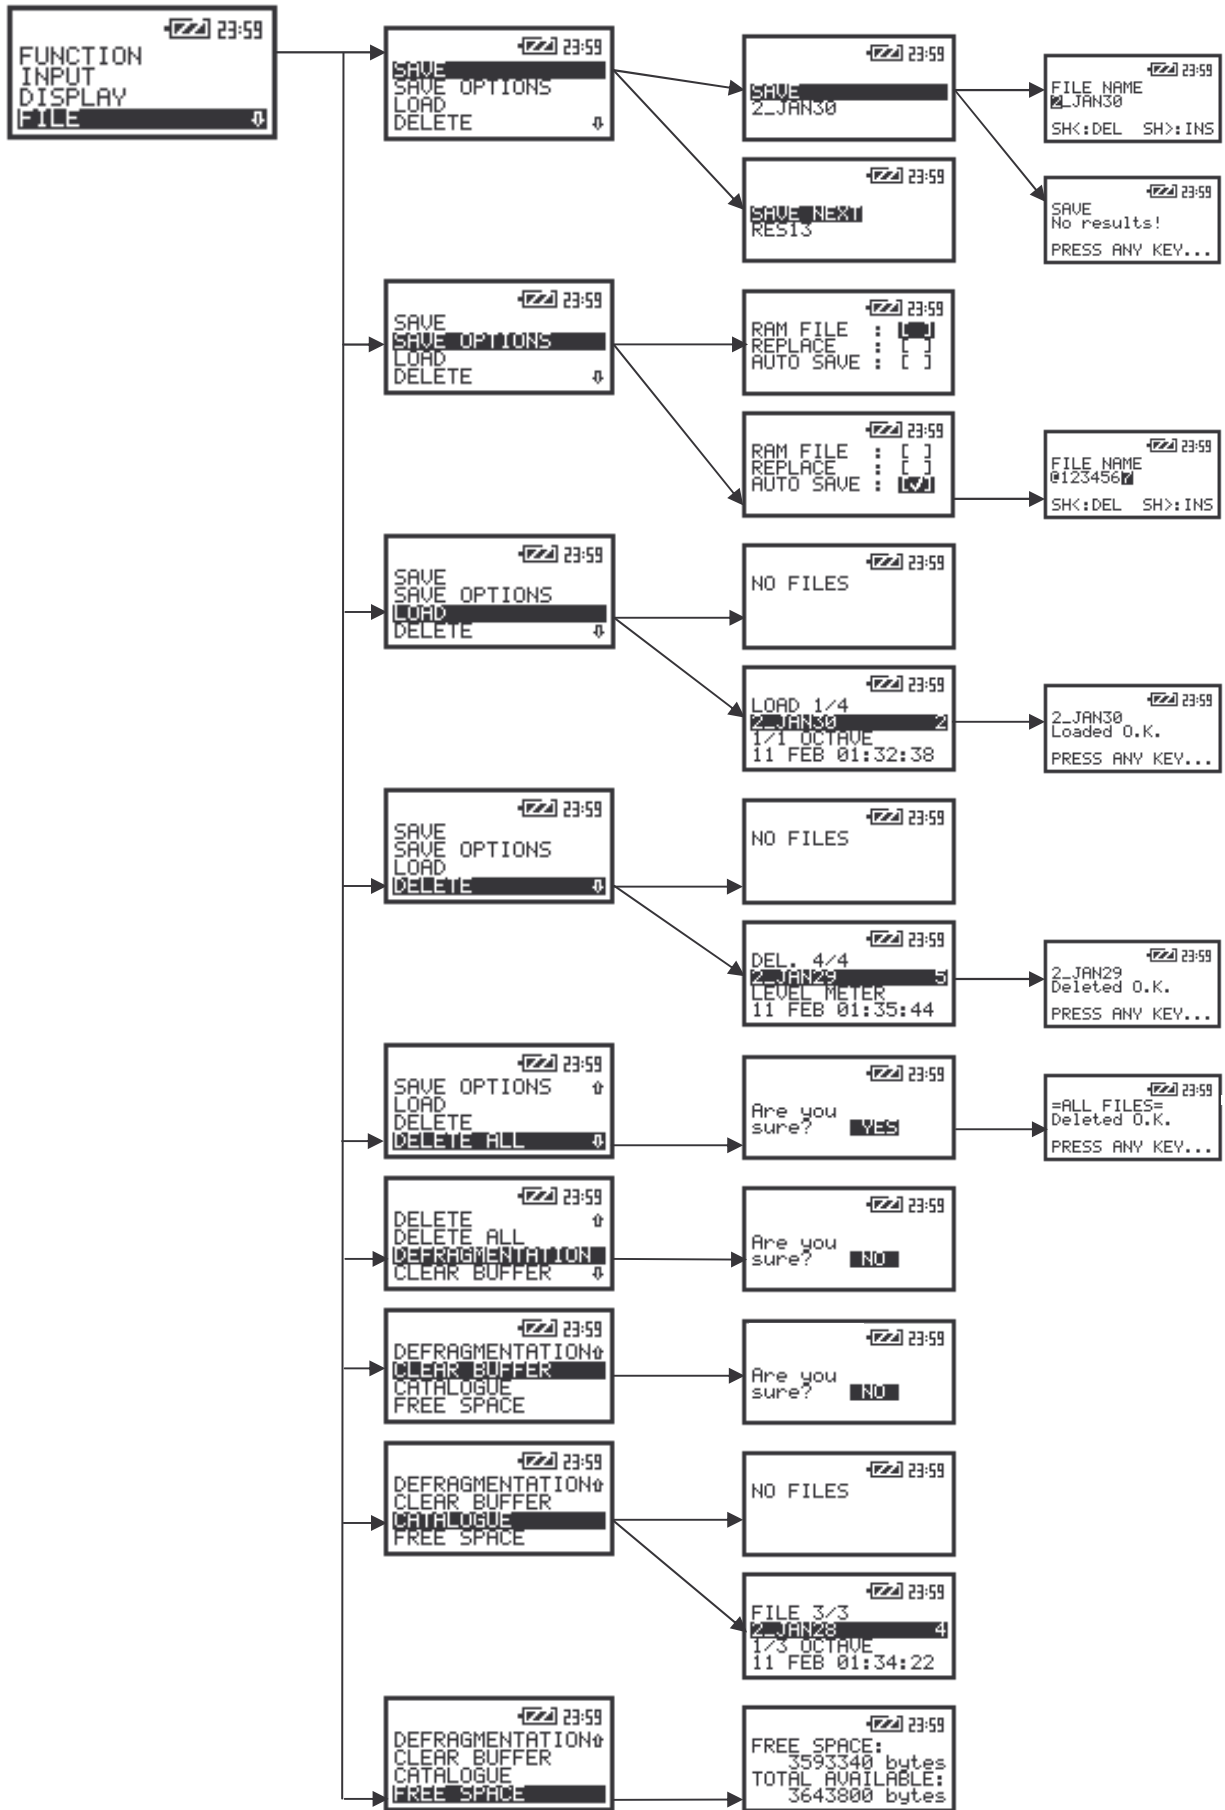 23:59
FUNCTION
INPUT
DISPLAY
FILE
23:59
SAVE
SAVE OPTIONS
LOAD
DELETE
23:59
SAVE
2_JAN30
23:59
FILE NAME
2_JAN30
SH<:DEL SH>:INS
23:59
SAVE
No results!
PRESS ANY KEY...
23:59
SAVE NEXT
RES13
23:59
SAVE
SAVE OPTIONS
LOAD
DELETE
23:59
RAM FILE : [ ]
REPLACE : [ ]
AUTO SAVE : [ ]
23:59
RAM FILE : [ ]
REPLACE : [ ]
AUTO SAVE : [✓]
23:59
FILE NAME
@1234567
SH<:DEL SH>:INS
23:59
SAVE
SAVE OPTIONS
LOAD
DELETE
23:59
NO FILES
23:59
LOAD 1/4
2_JAN30 2
1/1 OCTAVE
11 FEB 01:32:38
23:59
2_JAN30
Loaded O.K.
PRESS ANY KEY...
23:59
SAVE
SAVE OPTIONS
LOAD
DELETE
23:59
NO FILES
23:59
DEL. 4/4
2_JAN29 5
LEVEL METER
11 FEB 01:35:44
23:59
2_JAN29
Deleted O.K.
PRESS ANY KEY...
23:59
SAVE OPTIONS
LOAD
DELETE
DELETE ALL
23:59
Are you
sure? YES
23:59
=ALL FILES=
Deleted O.K.
PRESS ANY KEY...
23:59
DELETE
DELETE ALL
DEFRAGMENTATION
CLEAR BUFFER
23:59
Are you
sure? NO
23:59
DEFRAGMENTATION
CLEAR BUFFER
CATALOGUE
FREE SPACE
23:59
Are you
sure? NO
23:59
DEFRAGMENTATION
CLEAR BUFFER
CATALOGUE
FREE SPACE
23:59
NO FILES
23:59
FILE 3/3
2_JAN28 4
1/3 OCTAVE
11 FEB 01:34:22
23:59
DEFRAGMENTATION
CLEAR BUFFER
CATALOGUE
FREE SPACE
23:59
FREE SPACE:
3593340 bytes
TOTAL AVAILABLE:
3643800 bytes